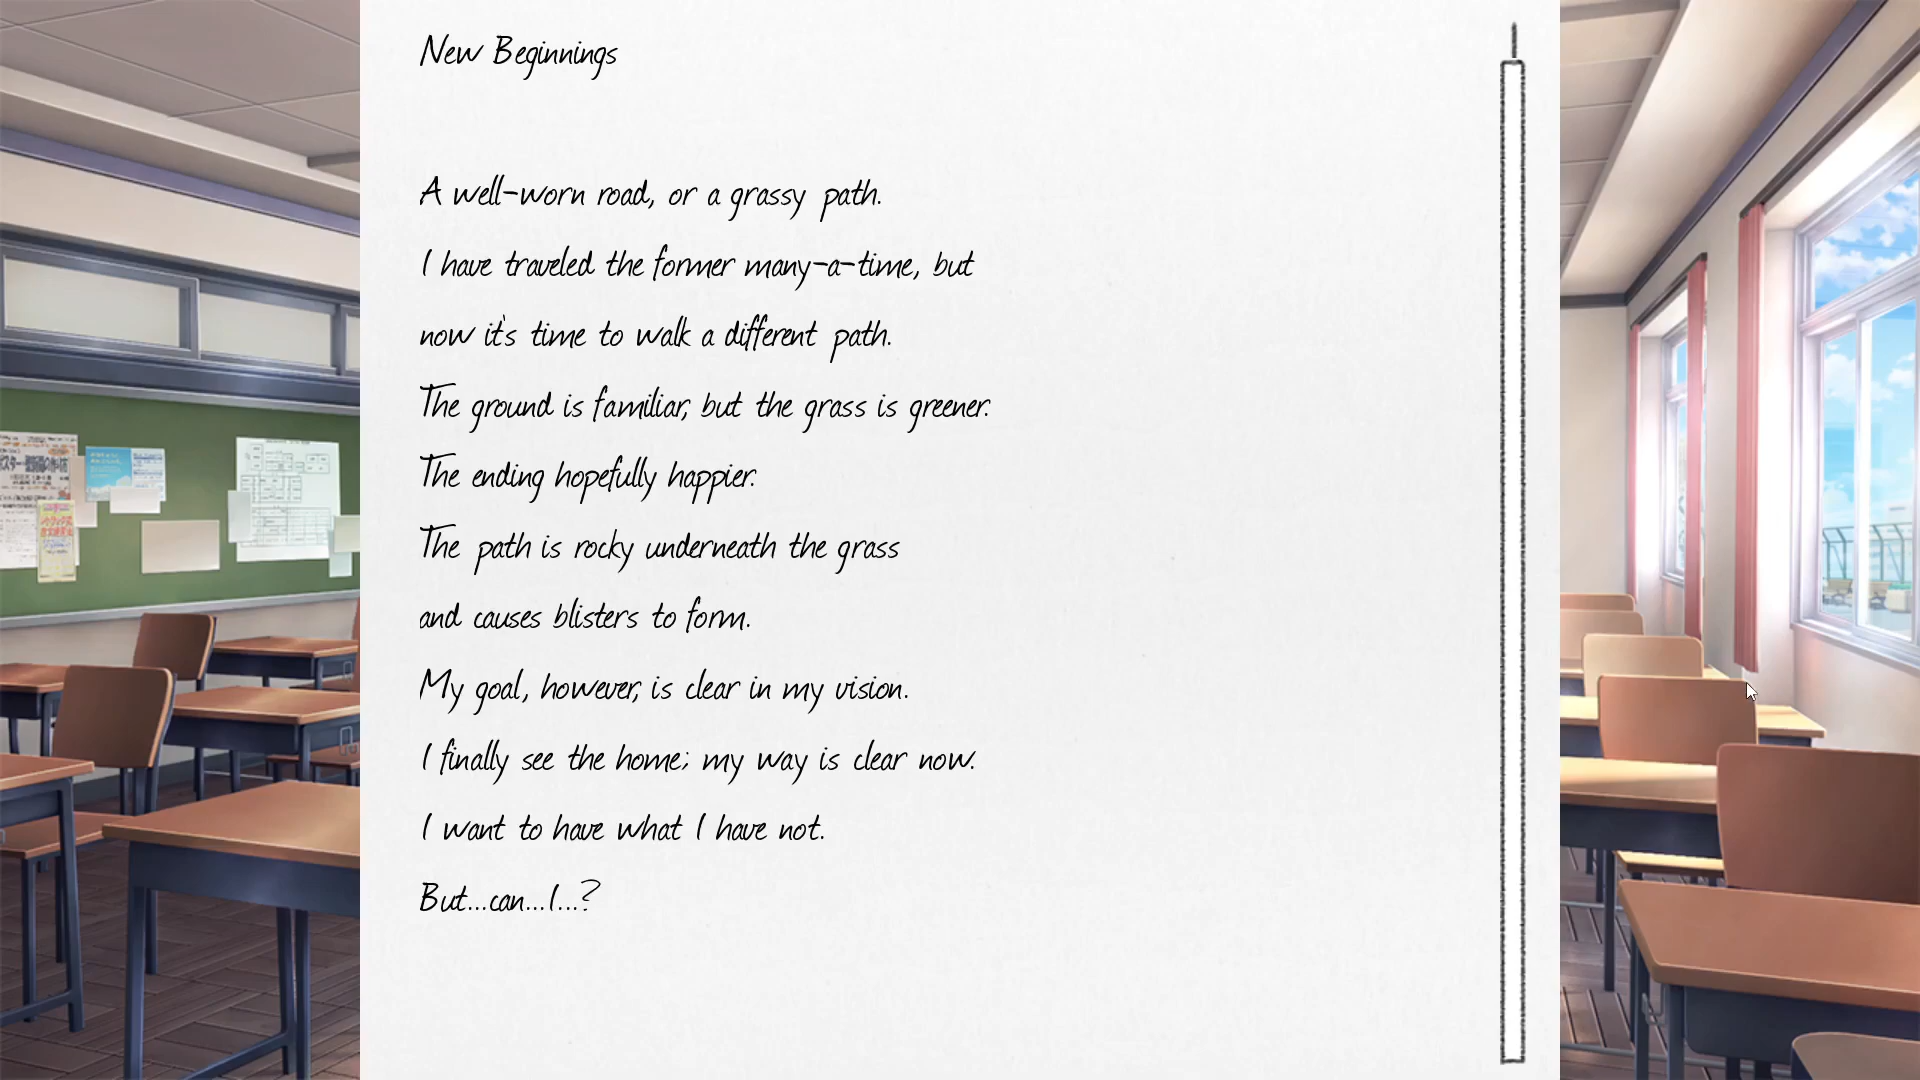 New Beginnings
A well-worn road, or a grassy path.
I have traveled the former many-a-time, but
now it's time to walk a different path.
The ground is familiar, but the grass is greener.
The ending hopefully happier.
The path is rocky underneath the grass
and causes blisters to form.
My goal, however, is clear in my vision.
I finally see the home; my way is clear now.
I want to have what I have not.
But...can...I...?